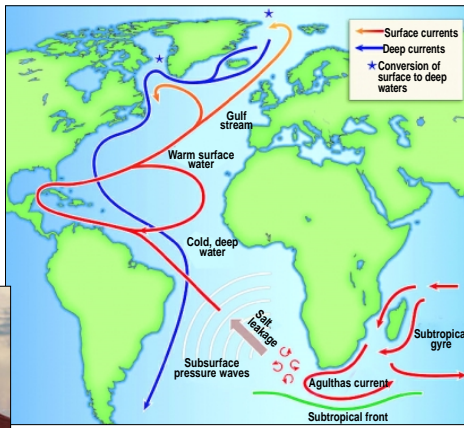 Surface currents
Deep currents
Conversion of
surface to deep
waters
Gulf
stream
Warm surface
water
Cold, deep
water
Salt
leakage
Subsurface
pressure waves
Subtropica
gyre
Agulthas current
Subtropical front